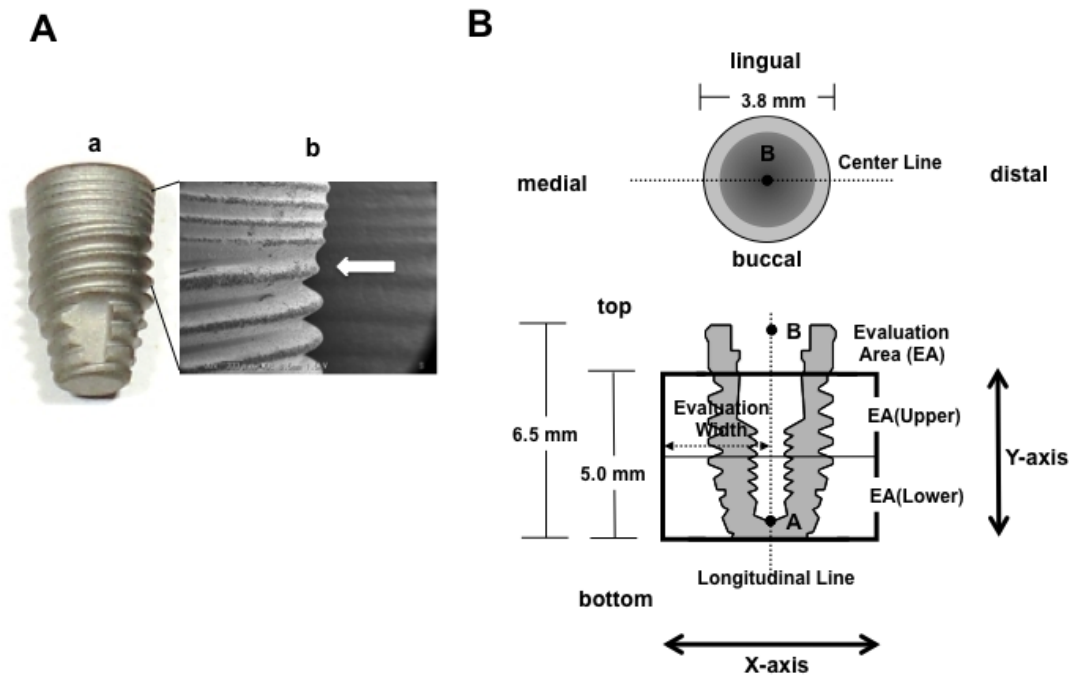 A
B
a
b
lingual
3.8 mm
B
Center Line
medial
distal
buccal
top
B
Evaluation
Area (EA)
Evaluation
Width
EA(Upper)
6.5 mm
5.0 mm
Y-axis
EA(Lower)
A
Longitudinal Line
bottom
X-axis